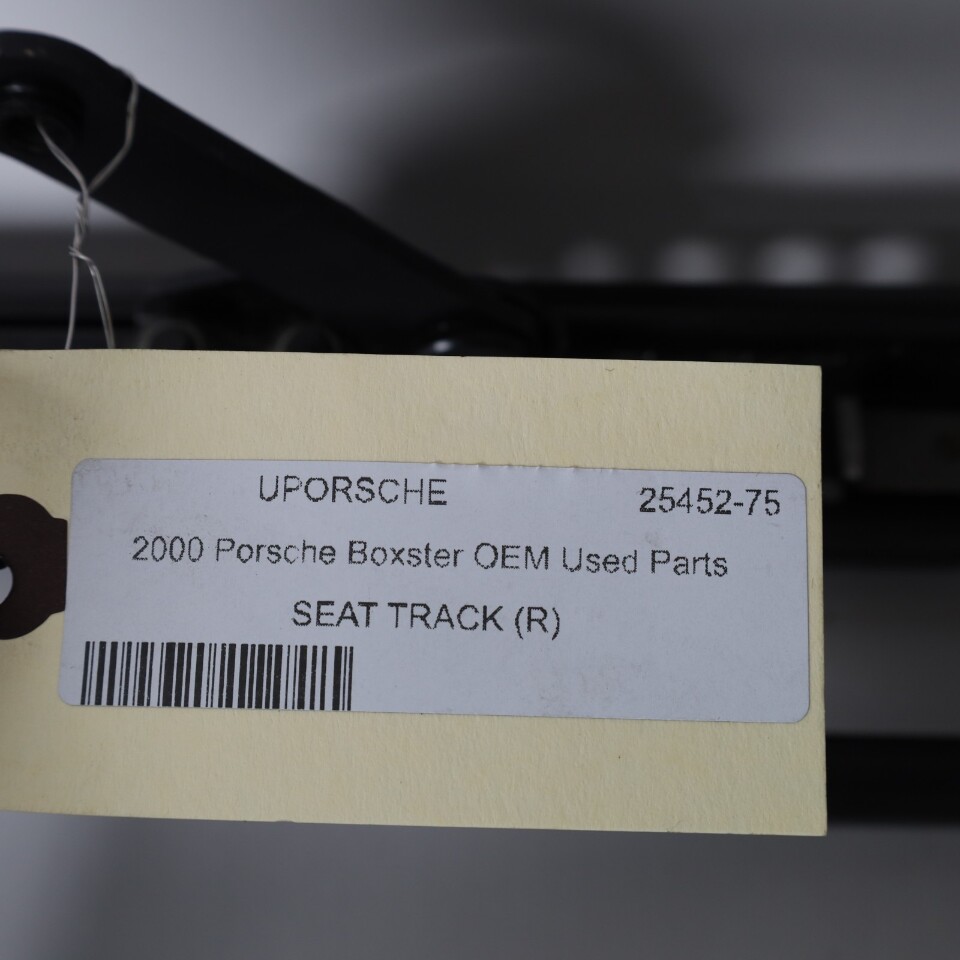 UPORSCHE 25452-75
2000 Porsche Boxster OEM Used Parts
SEAT TRACK (R)